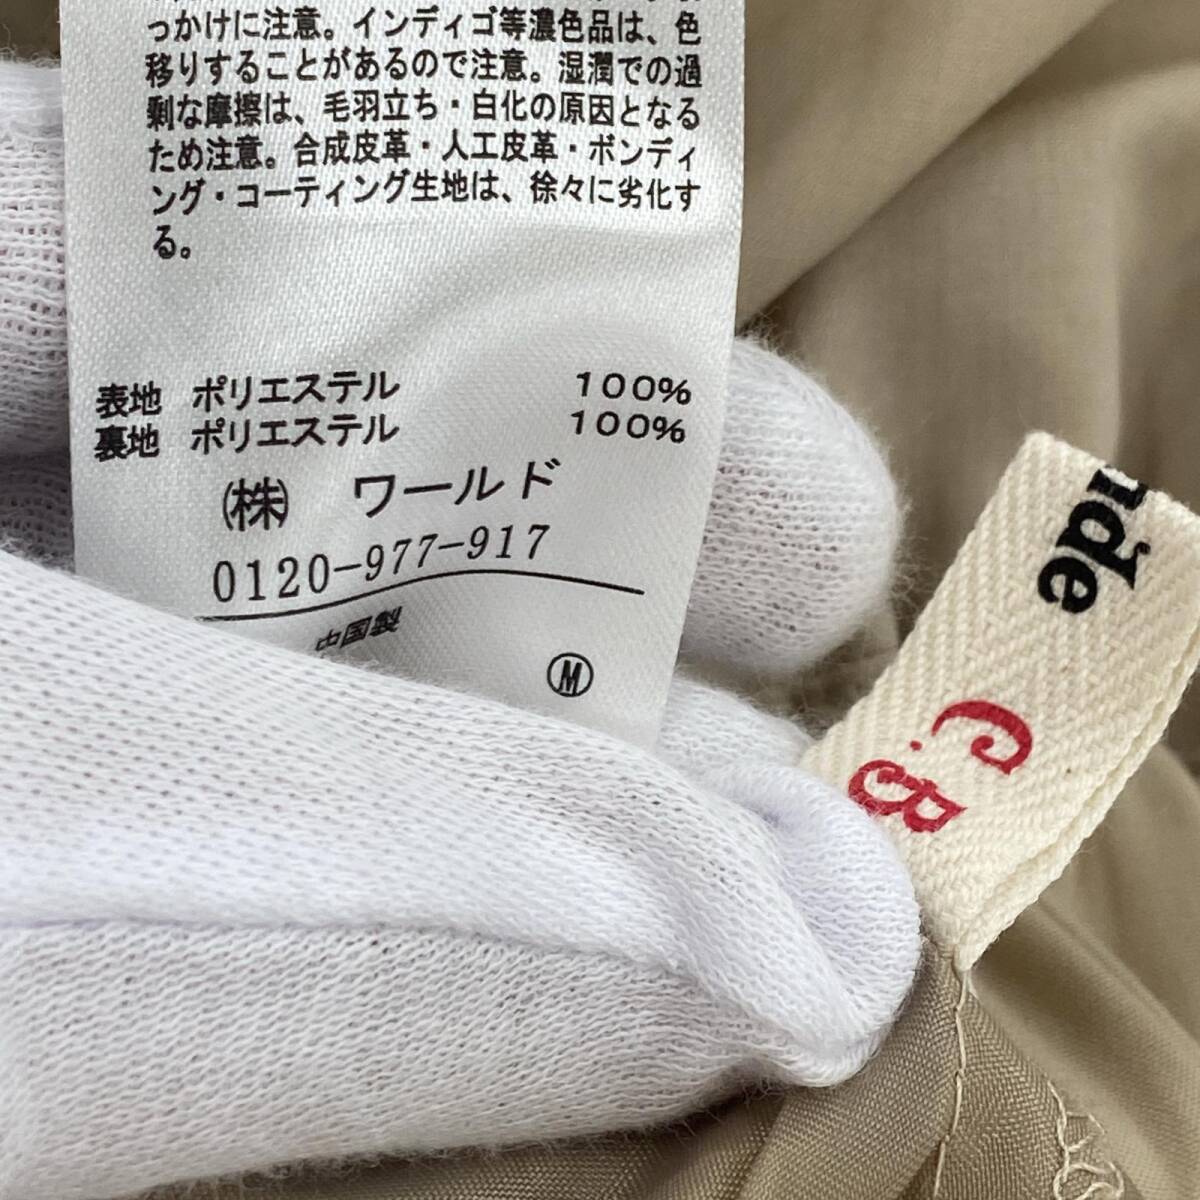 っかけに注意。インディゴ等濃色品は、色
移りすることがあるので注意。湿潤での過
剰な摩擦は、毛羽立ち・白化の原因となる
ため注意。合成皮革・人工皮革・ボンディ
ング・コーティング生地は、徐々に劣化す
る。
表地 ポリエステル 100%
裏地 ポリエステル 100%
㈱ ワールド
0120-977-917
中国製
Ⓜ
ude
C.B